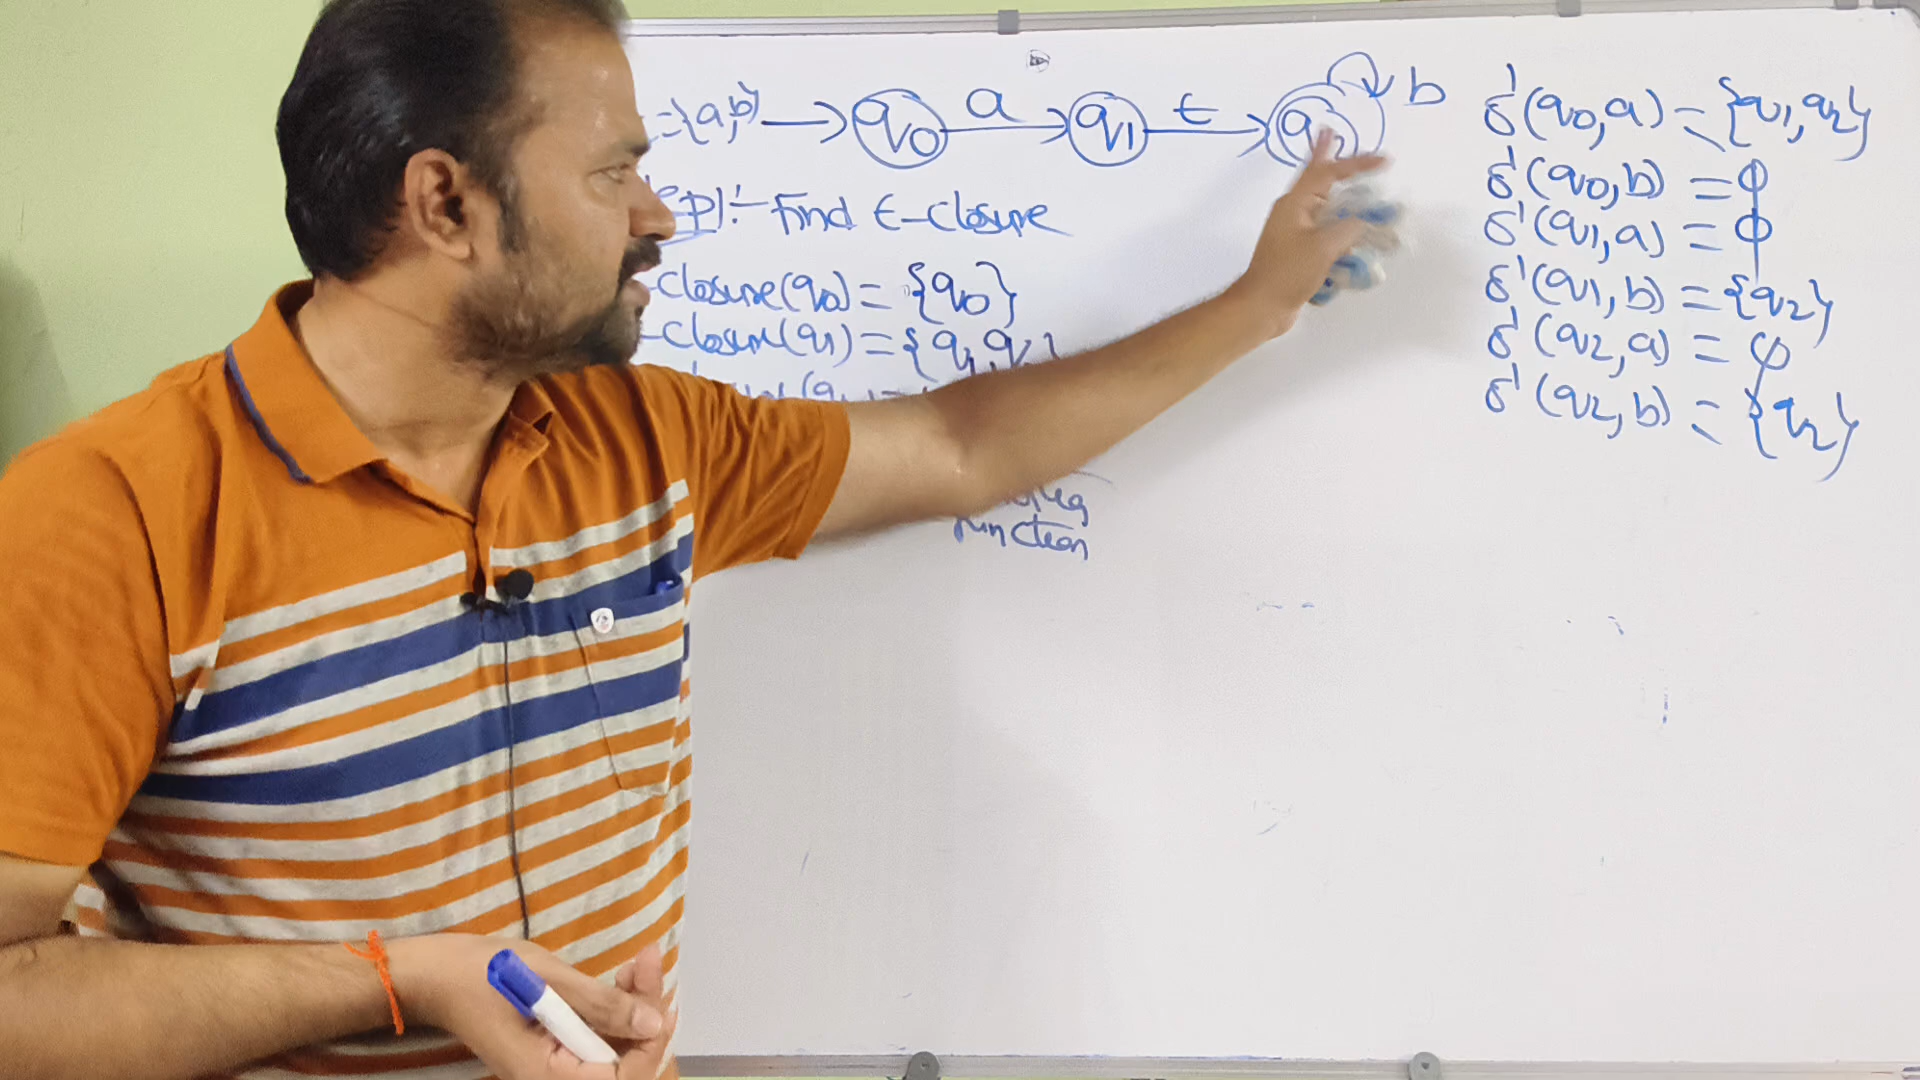 ={a,b} → q0 a q1 ε q2 b
ep1:- Find ε-closure
-closure(q0) = {q0}
-closure(q1) = {q1,q
function
δ'(q0,a) = {q1,q2}
δ'(q0,b) = φ
δ'(q1,a) = φ
δ'(q1,b) = {q2}
δ'(q2,a) = φ
δ'(q2,b) = {q2}